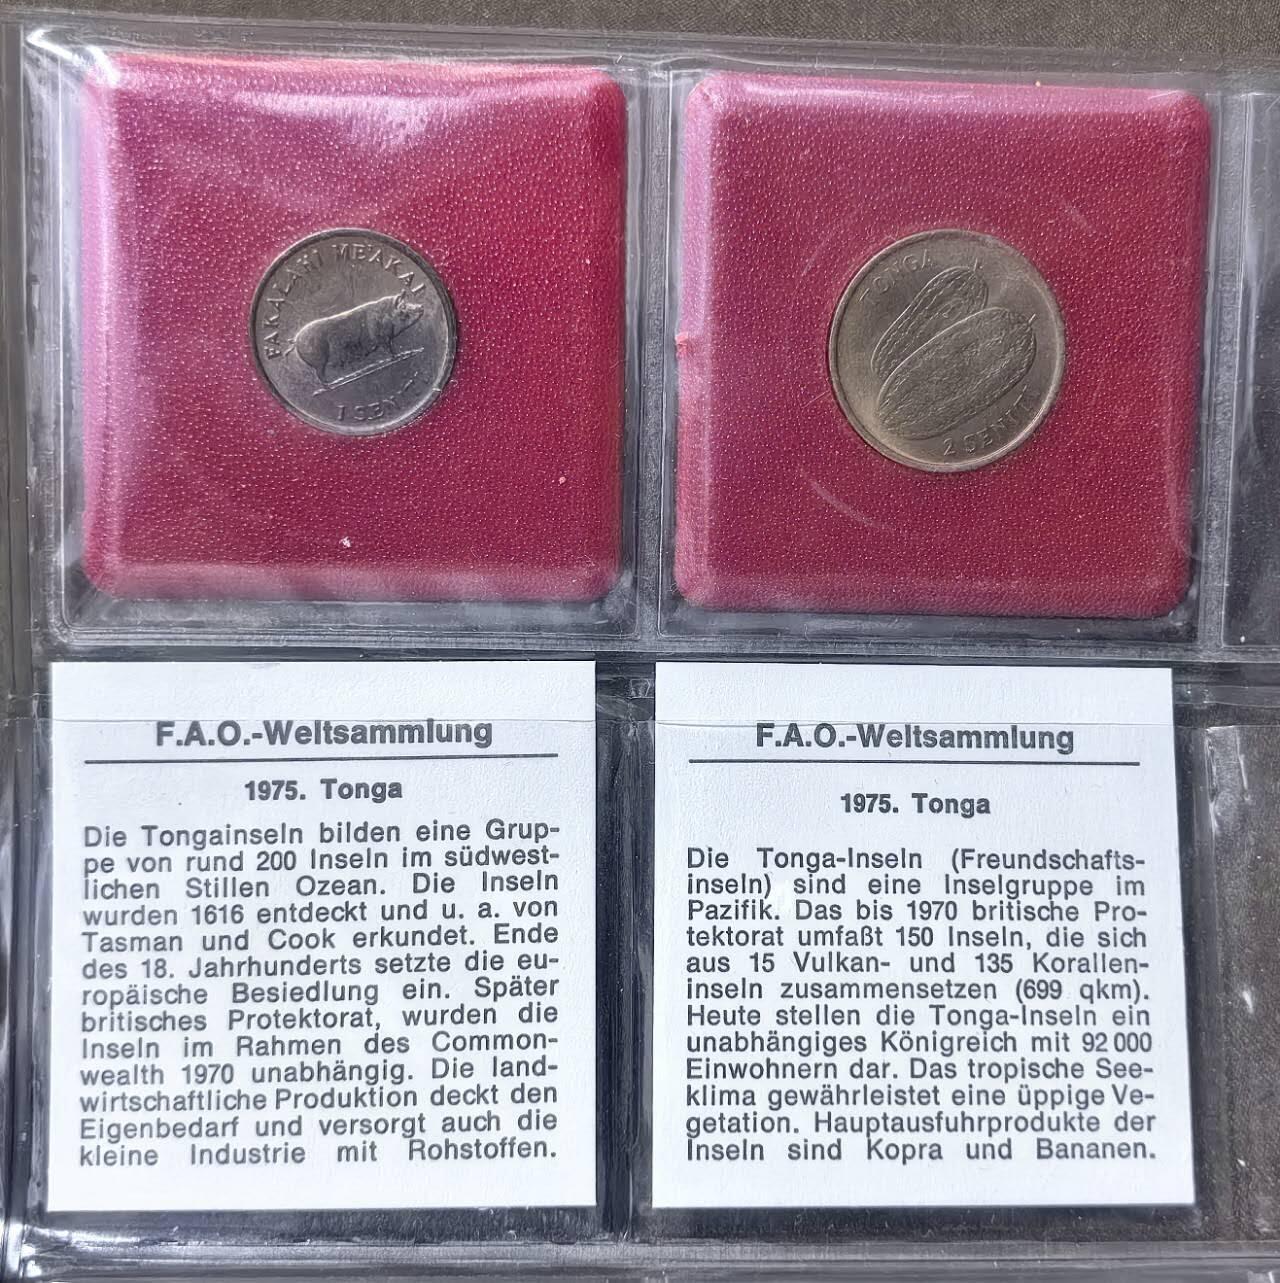 FAKALAHI ME'AKAI
1 SENITI
TONGA
2 SENITI
F.A.O.-Weltsammlung
1975. Tonga
Die Tongainseln bilden eine Grup-
pe von rund 200 Inseln im südwest-
lichen Stillen Ozean. Die Inseln
wurden 1616 entdeckt und u. a. von
Tasman und Cook erkundet. Ende
des 18. Jahrhunderts setzte die eu-
ropäische Besiedlung ein. Später
britisches Protektorat, wurden die
Inseln im Rahmen des Common-
wealth 1970 unabhängig. Die land-
wirtschaftliche Produktion deckt den
Eigenbedarf und versorgt auch die
kleine Industrie mit Rohstoffen.
F.A.O.-Weltsammlung
1975. Tonga
Die Tonga-Inseln (Freundschafts-
inseln) sind eine Inselgruppe im
Pazifik. Das bis 1970 britische Pro-
tektorat umfaßt 150 Inseln, die sich
aus 15 Vulkan- und 135 Korallen-
inseln zusammensetzen (699 qkm).
Heute stellen die Tonga-Inseln ein
unabhängiges Königreich mit 92 000
Einwohnern dar. Das tropische See-
klima gewährleistet eine üppige Ve-
getation. Hauptausfuhrprodukte der
Inseln sind Kopra und Bananen.